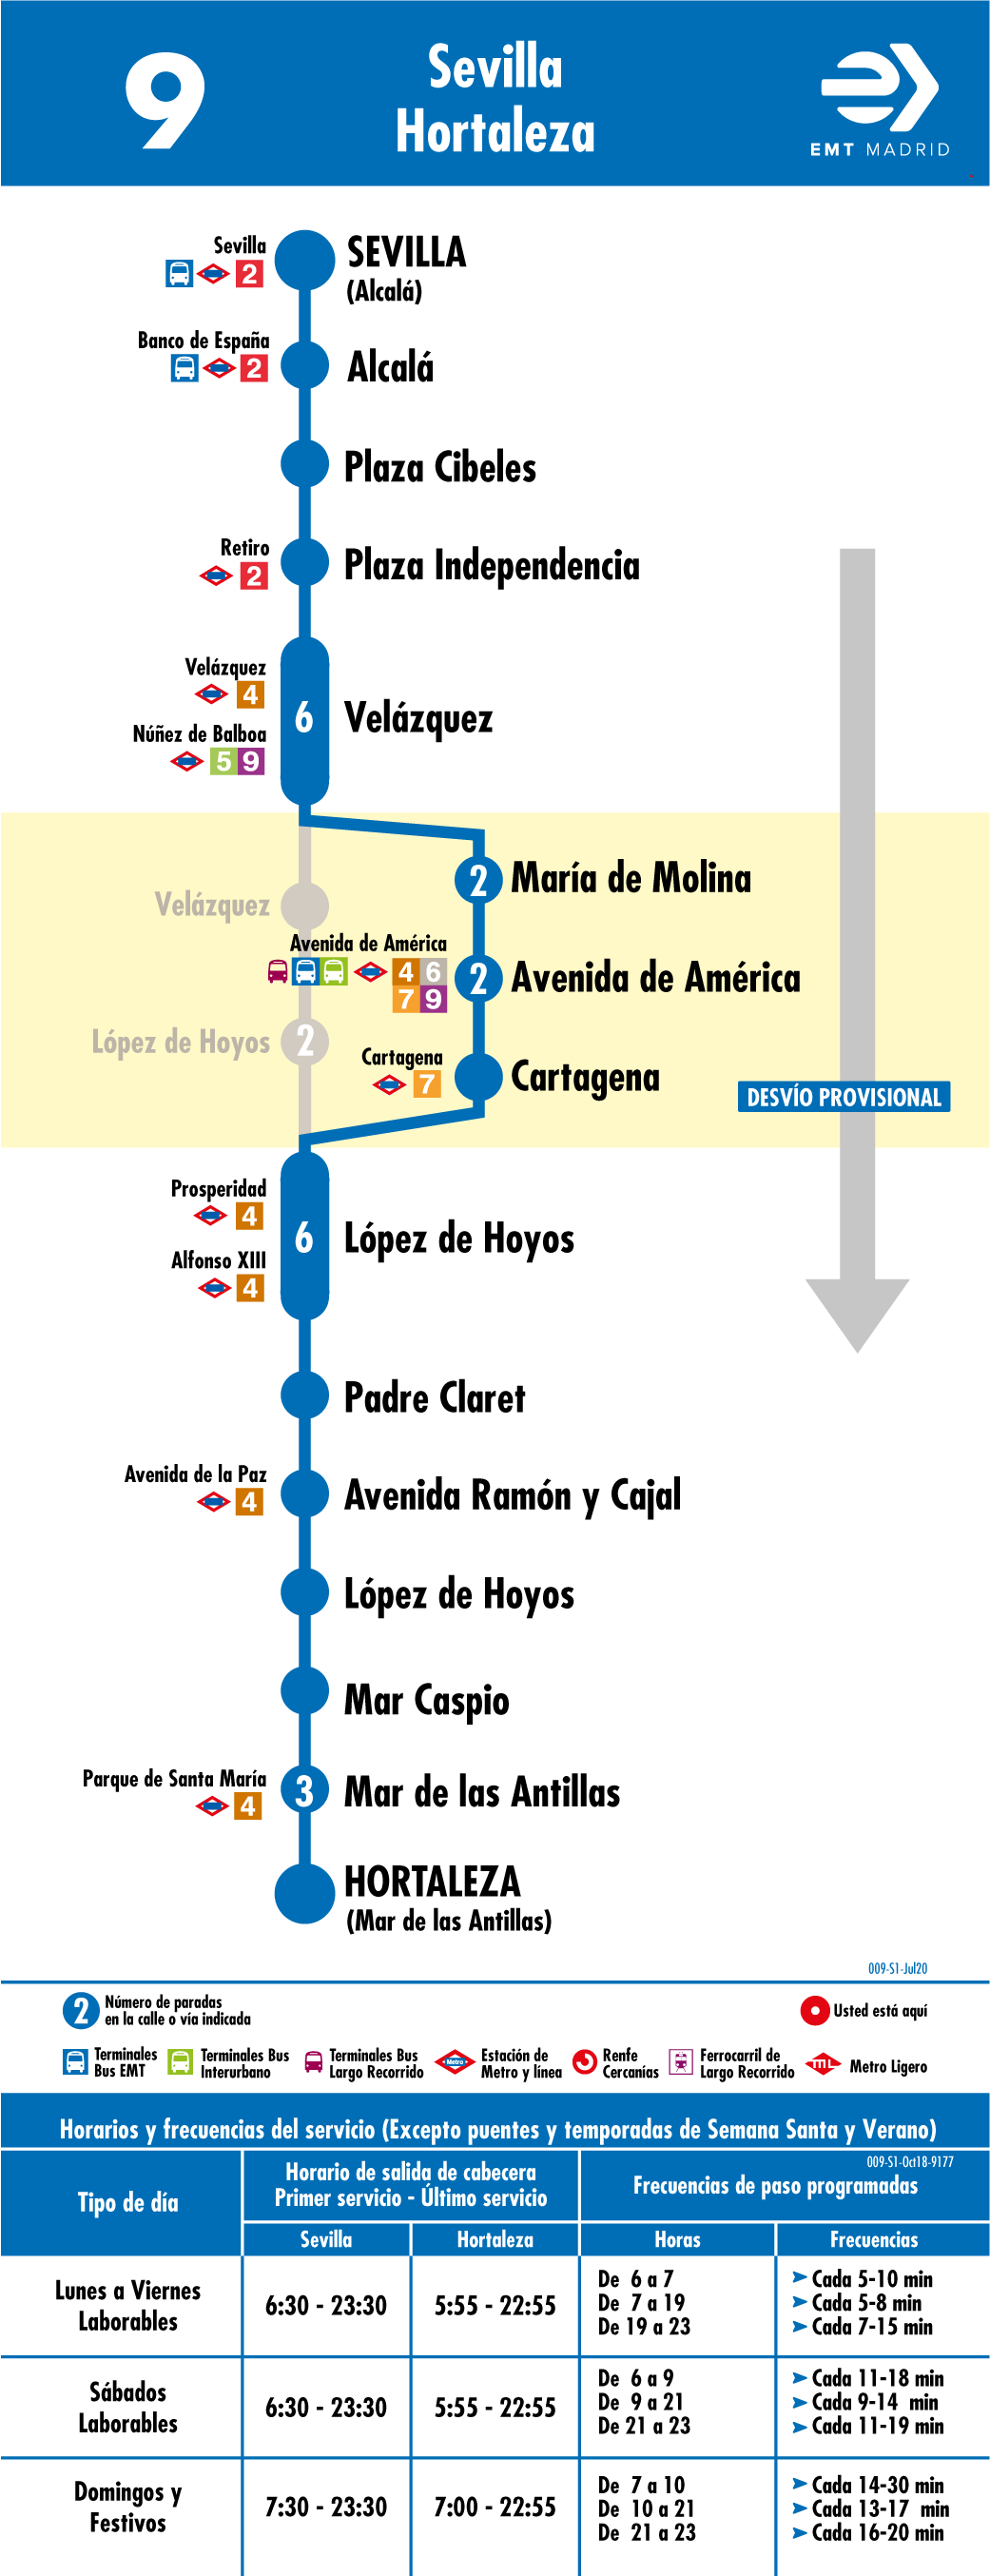 9
Sevilla
Hortaleza
EMT MADRID
Sevilla
2
SEVILLA
(Alcalá)
Banco de España
2
Alcalá
Plaza Cibeles
Retiro
2
Plaza Independencia
Velázquez
4
Núñez de Balboa
5 9
6
Velázquez
2
María de Molina
Velázquez
Avenida de América
4 6
7 9
2
Avenida de América
López de Hoyos
2
Cartagena
7
Cartagena
DESVÍO PROVISIONAL
Prosperidad
4
Alfonso XIII
4
6
López de Hoyos
Padre Claret
Avenida de la Paz
4
Avenida Ramón y Cajal
López de Hoyos
Mar Caspio
Parque de Santa María
4
3
Mar de las Antillas
HORTALEZA
(Mar de las Antillas)
009-S1-Jul20
2
Número de paradas
en la calle o vía indicada
Usted está aquí
Terminales
Bus EMT
Terminales Bus
Interurbano
Terminales Bus
Largo Recorrido
Metro
Estación de
Metro y línea
Renfe
Cercanías
Ferrocarril de
Largo Recorrido
ML
Metro Ligero
Horarios y frecuencias del servicio (Excepto puentes y temporadas de Semana Santa y Verano)
009-S1-Oct18-9177
Tipo de día
Horario de salida de cabecera
Primer servicio - Último servicio
Frecuencias de paso programadas
Sevilla
Hortaleza
Horas
Frecuencias
Lunes a Viernes
Laborables
6:30 - 23:30
5:55 - 22:55
De 6 a 7
De 7 a 19
De 19 a 23
Cada 5-10 min
Cada 5-8 min
Cada 7-15 min
Sábados
Laborables
6:30 - 23:30
5:55 - 22:55
De 6 a 9
De 9 a 21
De 21 a 23
Cada 11-18 min
Cada 9-14 min
Cada 11-19 min
Domingos y
Festivos
7:30 - 23:30
7:00 - 22:55
De 7 a 10
De 10 a 21
De 21 a 23
Cada 14-30 min
Cada 13-17 min
Cada 16-20 min